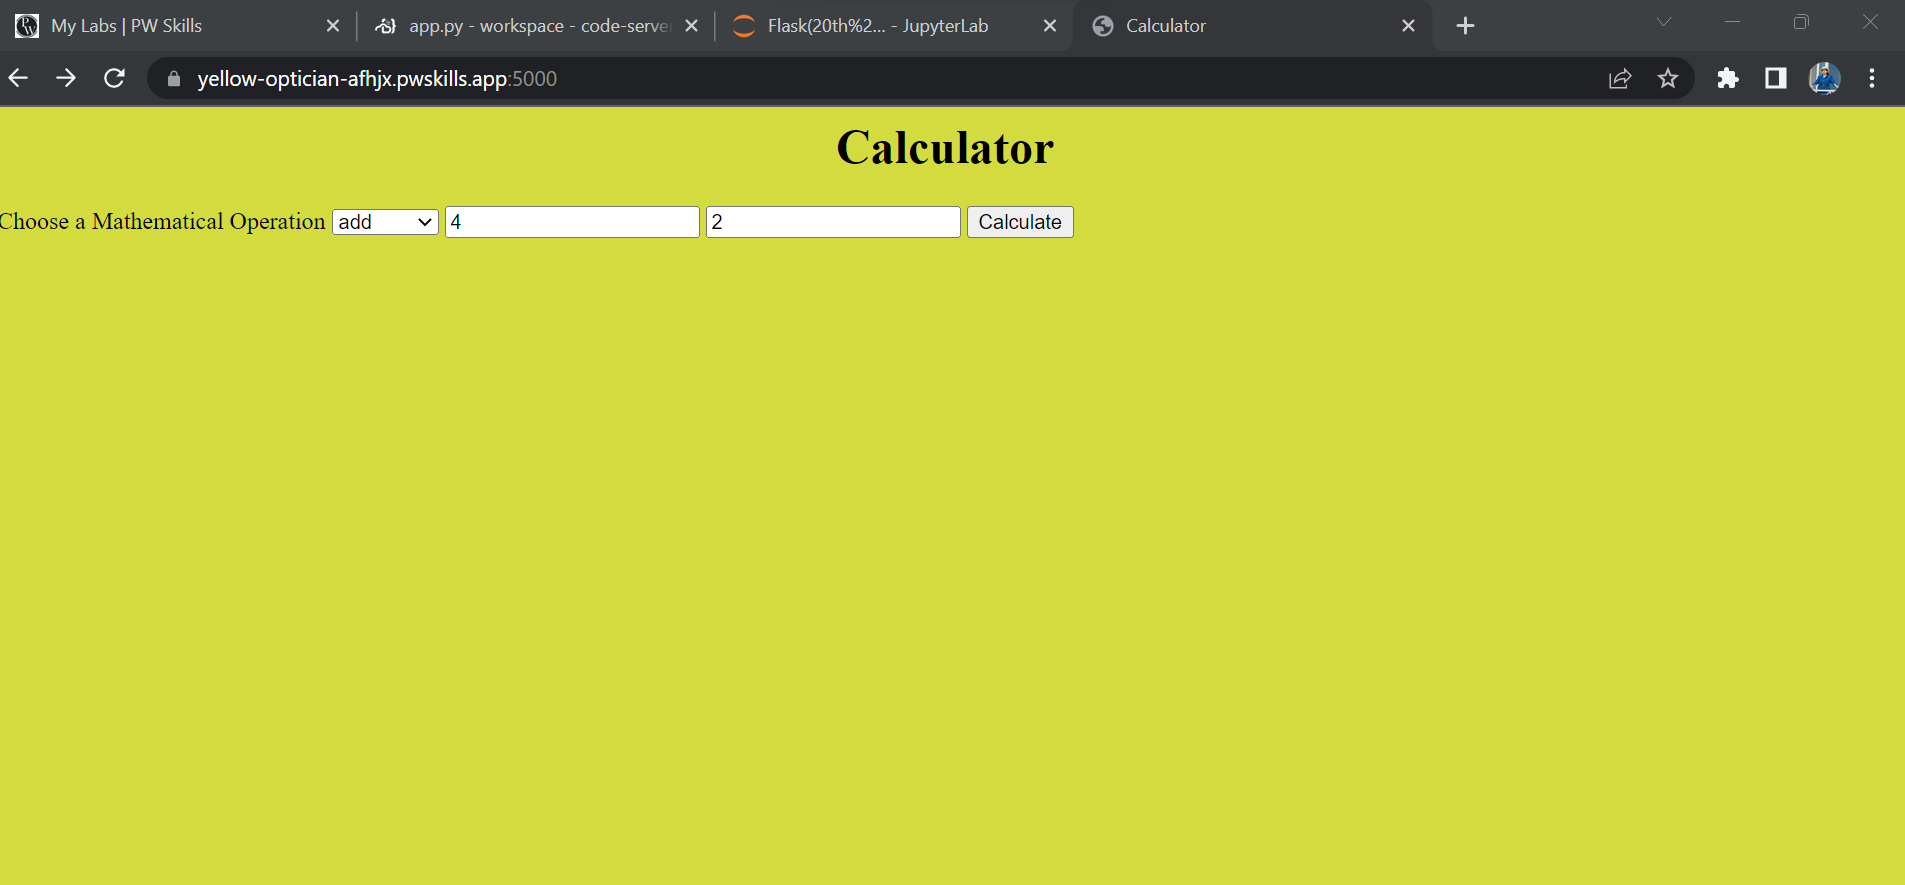 My Labs | PW Skills
app.py - workspace - code-serve
Flask(20th%2... - JupyterLab
Calculator
yellow-optician-afhjx.pwskills.app:5000
Calculator
Choose a Mathematical Operation add 4 2 Calculate